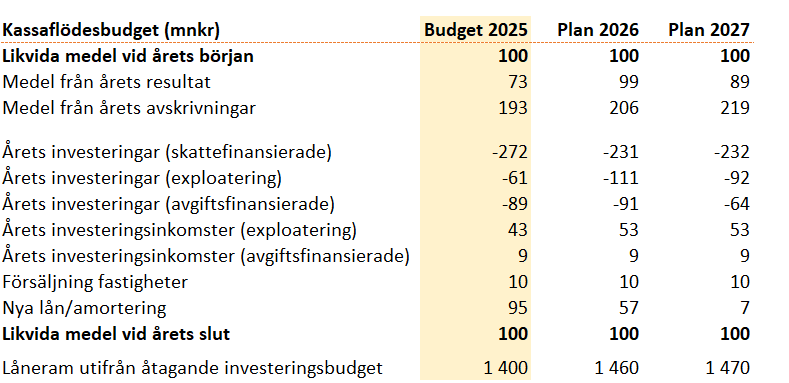 Kassaflödesbudget (mnkr) Budget 2025 Plan 2026 Plan 2027
Likvida medel vid årets början 100 100 100
Medel från årets resultat 73 99 89
Medel från årets avskrivningar 193 206 219
Årets investeringar (skattefinansierade) -272 -231 -232
Årets investeringar (exploatering) -61 -111 -92
Årets investeringar (avgiftsfinansierade) -89 -91 -64
Årets investeringsinkomster (exploatering) 43 53 53
Årets investeringsinkomster (avgiftsfinansierade) 9 9 9
Försäljning fastigheter 10 10 10
Nya lån/amortering 95 57 7
Likvida medel vid årets slut 100 100 100
Låneram utifrån åtagande investeringsbudget 1 400 1 460 1 470